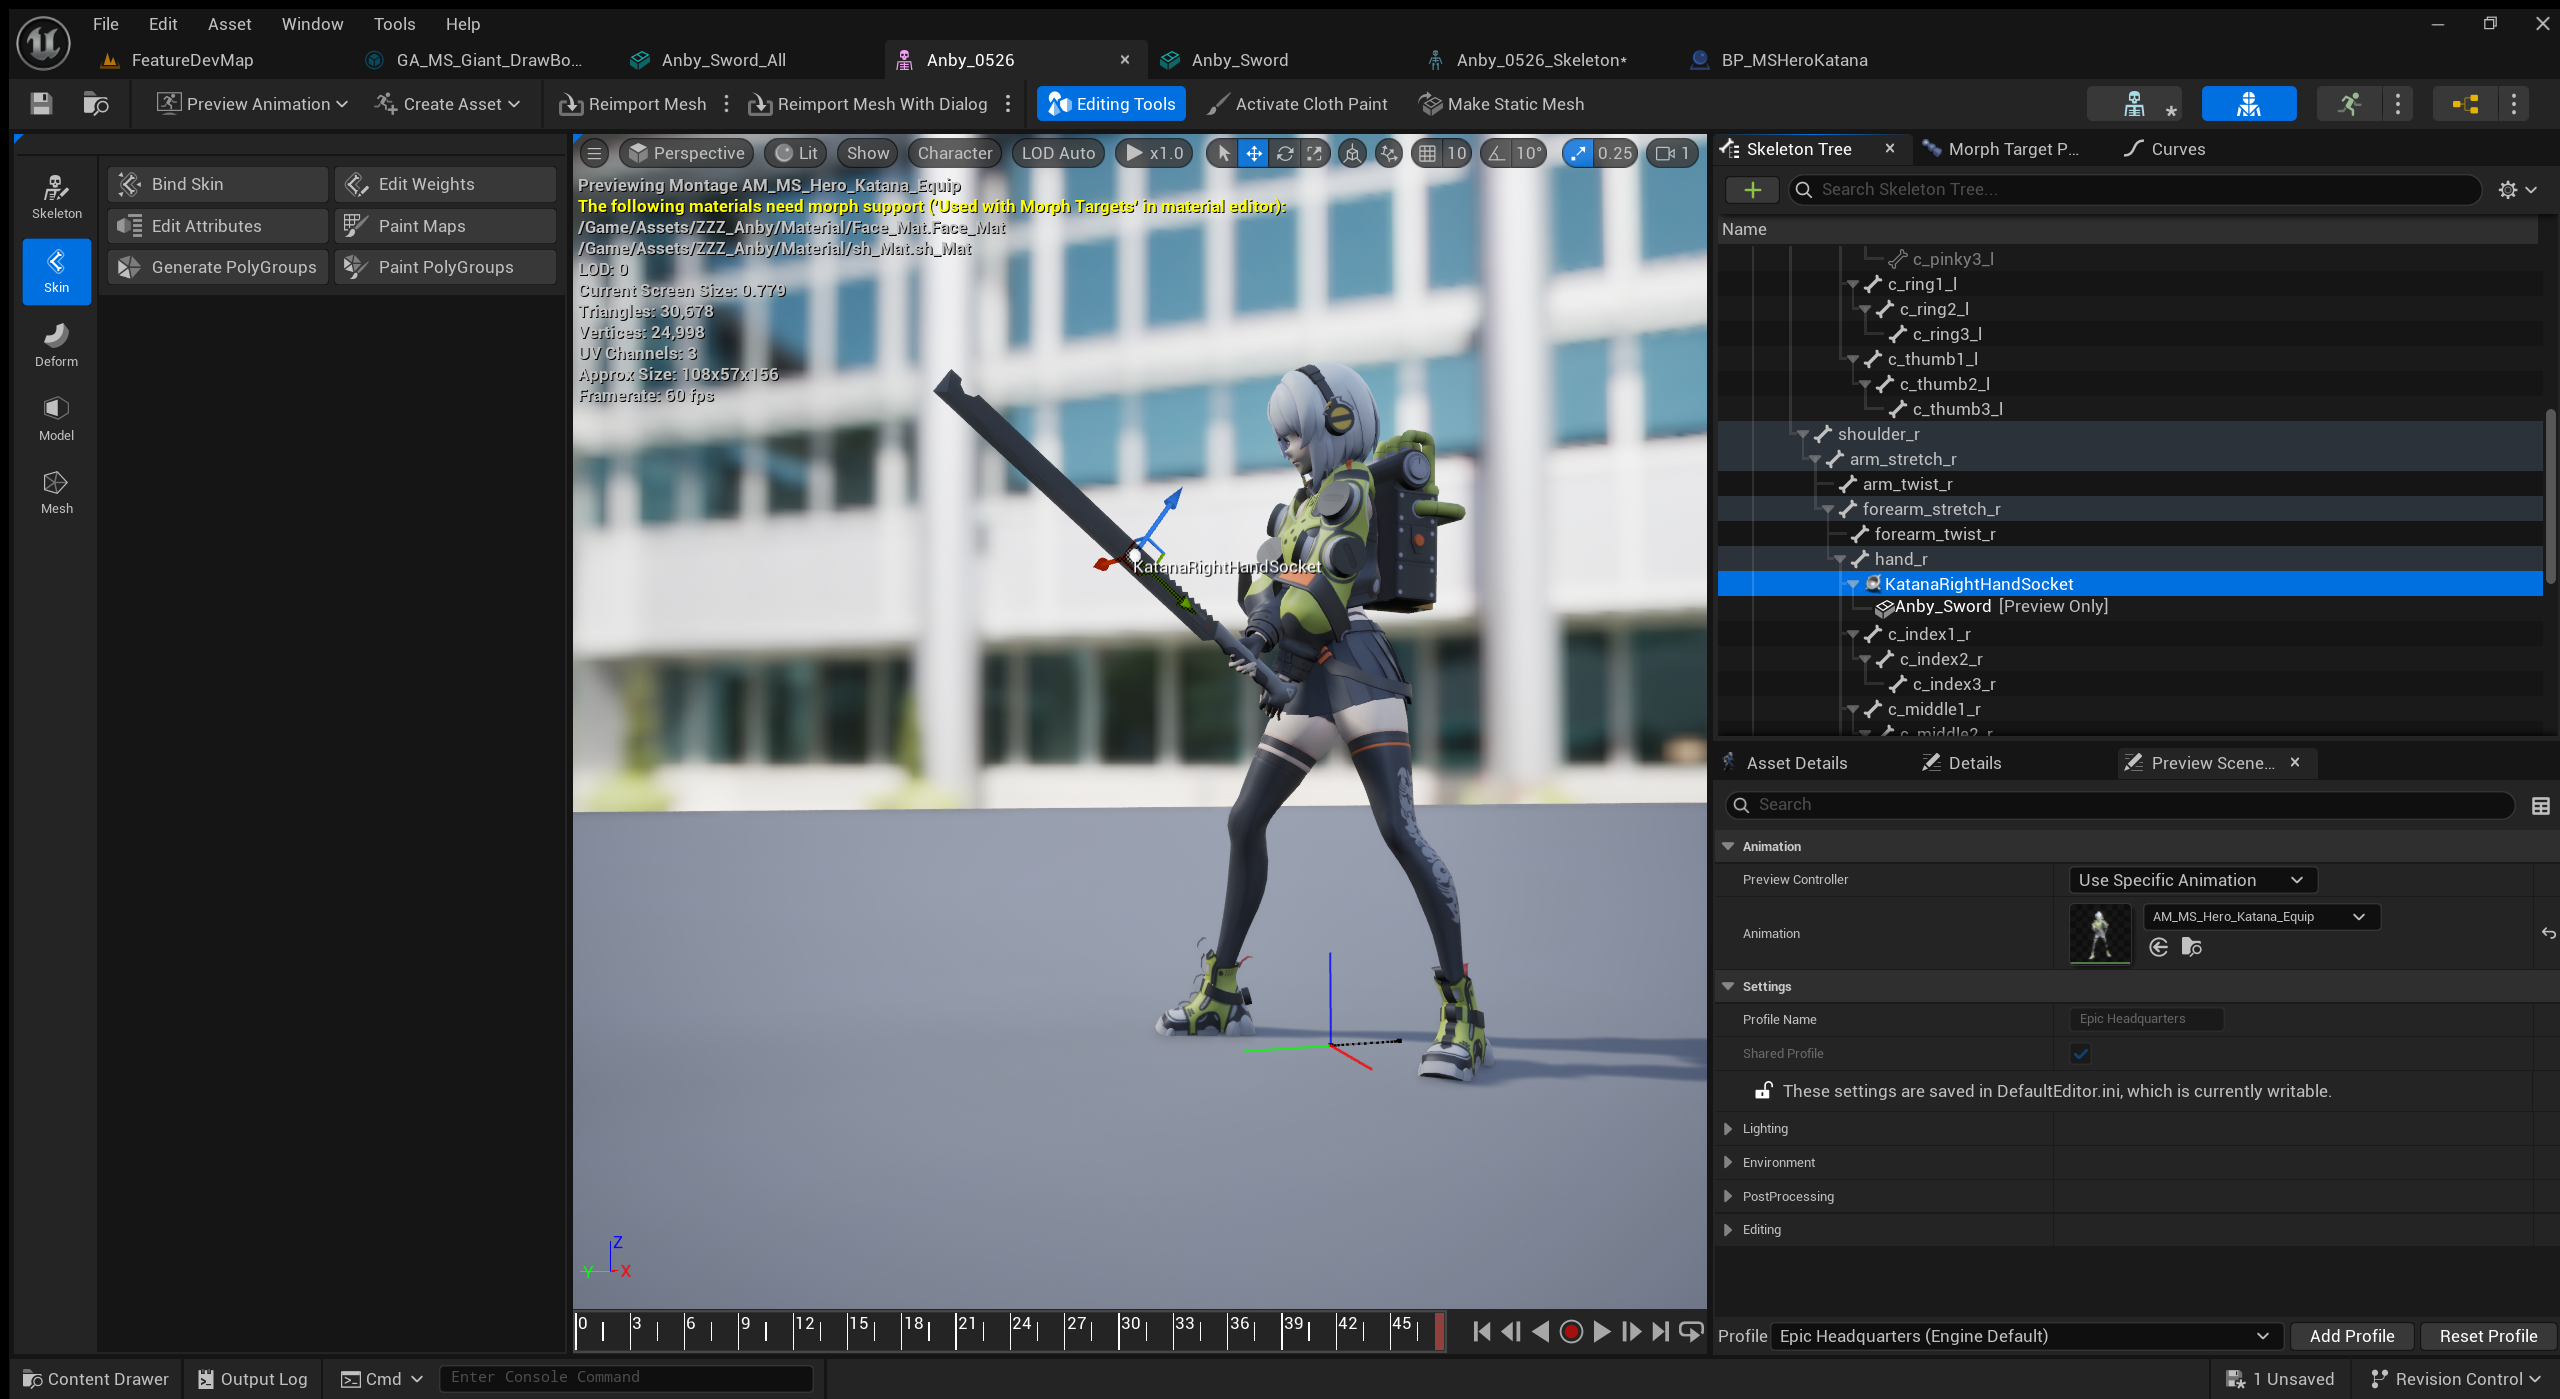 File Edit Asset Window Tools Help
FeatureDevMap
GA_MS_Giant_DrawBo...
Anby_Sword_All
Anby_0526
Anby_Sword
Anby_0526_Skeleton*
BP_MSHeroKatana
Preview Animation
Create Asset
Reimport Mesh
Reimport Mesh With Dialog
Editing Tools
Activate Cloth Paint
Make Static Mesh
Skeleton
Skin
Deform
Model
Mesh
Bind Skin
Edit Weights
Edit Attributes
Paint Maps
Generate PolyGroups
Paint PolyGroups
Perspective
Lit
Show
Character
LOD Auto
x1.0
10
10°
0.25
1
Previewing Montage AM_MS_Hero_Katana_Equip
The following materials need morph support ('Used with Morph Targets' in material editor):
/Game/Assets/ZZZ_Anby/Material/Face_Mat.Face_Mat
/Game/Assets/ZZZ_Anby/Material/sh_Mat.sh_Mat
LOD: 0
Current Screen Size: 0.779
Triangles: 30,678
Vertices: 24,998
UV Channels: 3
Approx Size: 108x57x156
Framerate: 60 fps
KatanaRightHandSocket
Z
Y
X
0 3 6 9 12 15 18 21 24 27 30 33 36 39 42 45
Skeleton Tree
Morph Target P...
Curves
Search Skeleton Tree...
Name
c_pinky3_l
c_ring1_l
c_ring2_l
c_ring3_l
c_thumb1_l
c_thumb2_l
c_thumb3_l
shoulder_r
arm_stretch_r
arm_twist_r
forearm_stretch_r
forearm_twist_r
hand_r
KatanaRightHandSocket
Anby_Sword [Preview Only]
c_index1_r
c_index2_r
c_index3_r
c_middle1_r
c_middle2_r
Asset Details
Details
Preview Scene...
Search
Animation
Preview Controller
Use Specific Animation
Animation
AM_MS_Hero_Katana_Equip
Settings
Profile Name
Epic Headquarters
Shared Profile
These settings are saved in DefaultEditor.ini, which is currently writable.
Lighting
Environment
PostProcessing
Editing
Profile
Epic Headquarters (Engine Default)
Add Profile
Reset Profile
Content Drawer
Output Log
Cmd
Enter Console Command
1 Unsaved
Revision Control